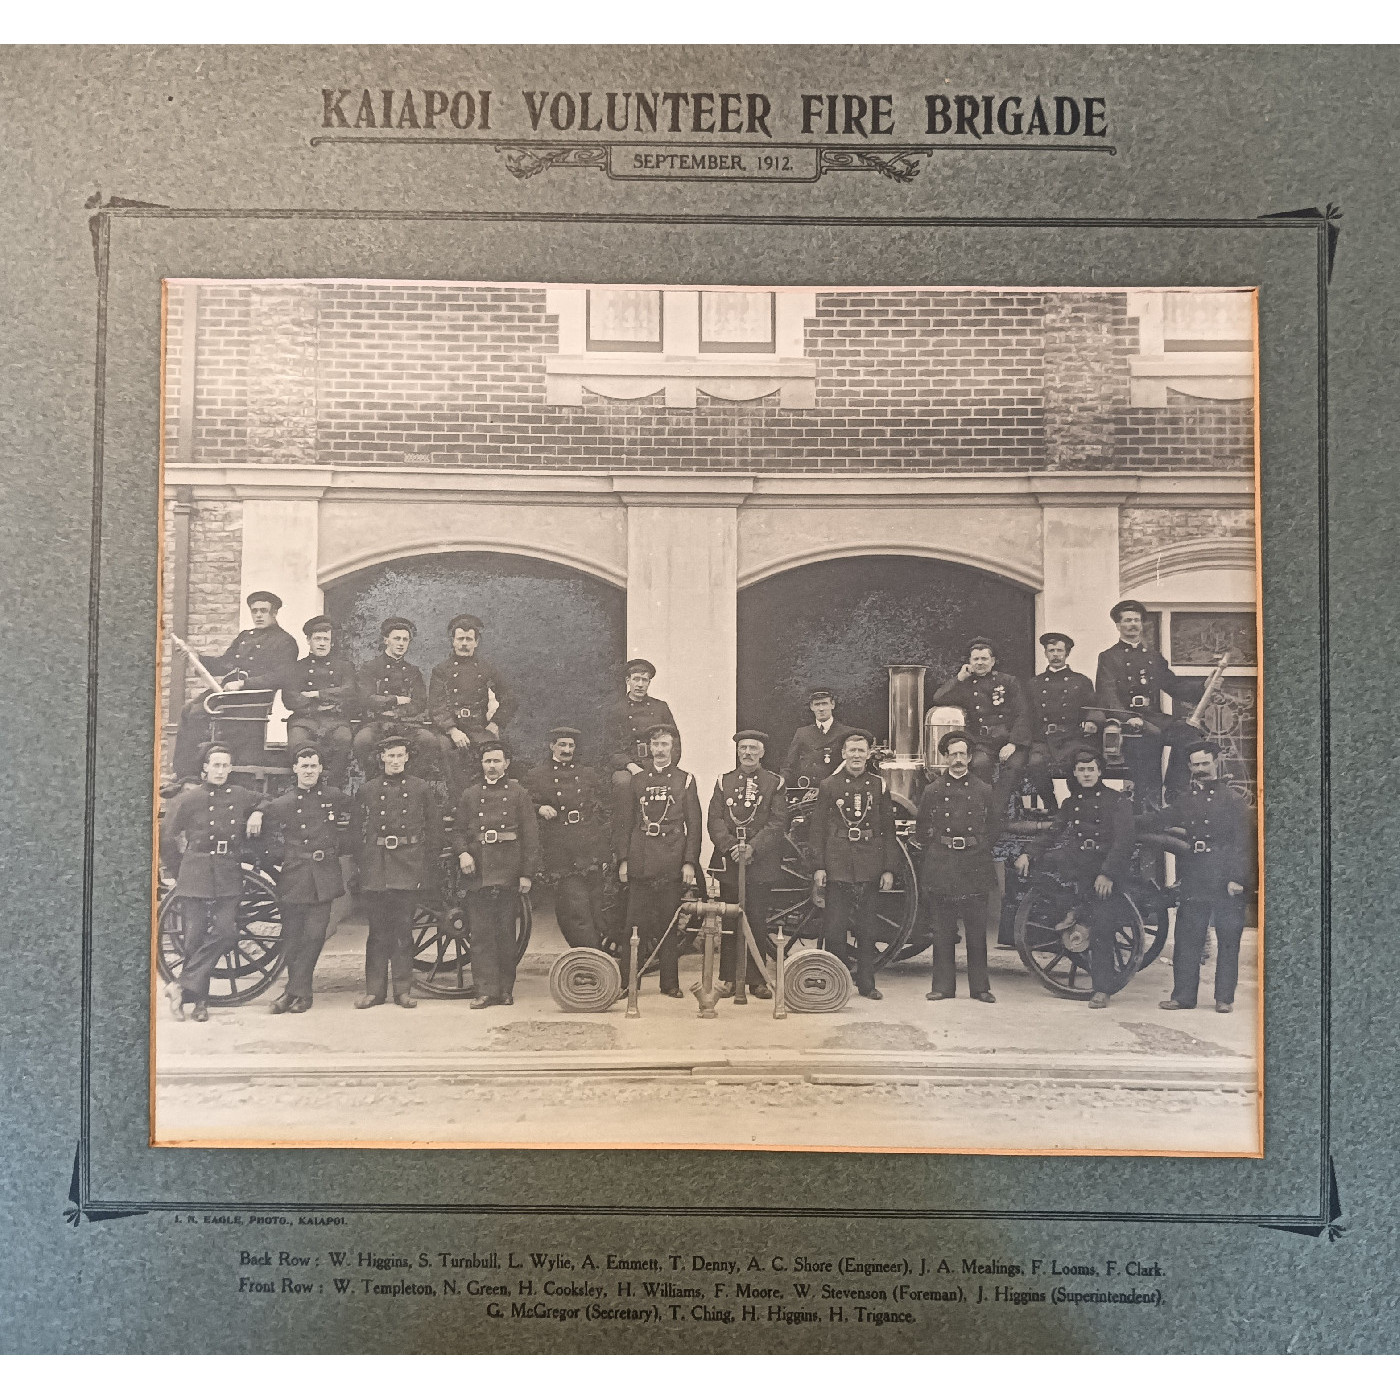 KAIAPOI VOLUNTEER FIRE BRIGADE
SEPTEMBER, 1912.
I. N. EAGLE, PHOTO., KAIAPOI.
Back Row : W. Higgins, S. Turnbull, L. Wylie, A. Emmett, T. Denny, A. C. Shore (Engineer), J. A. Mealings, F. Looms, F. Clark.
Front Row : W. Templeton, N. Green, H. Cooksley, H. Williams, F. Moore, W. Stevenson (Foreman), J. Higgins (Superintendent),
G. McGregor (Secretary), T. Ching, H. Higgins, H. Trigance.